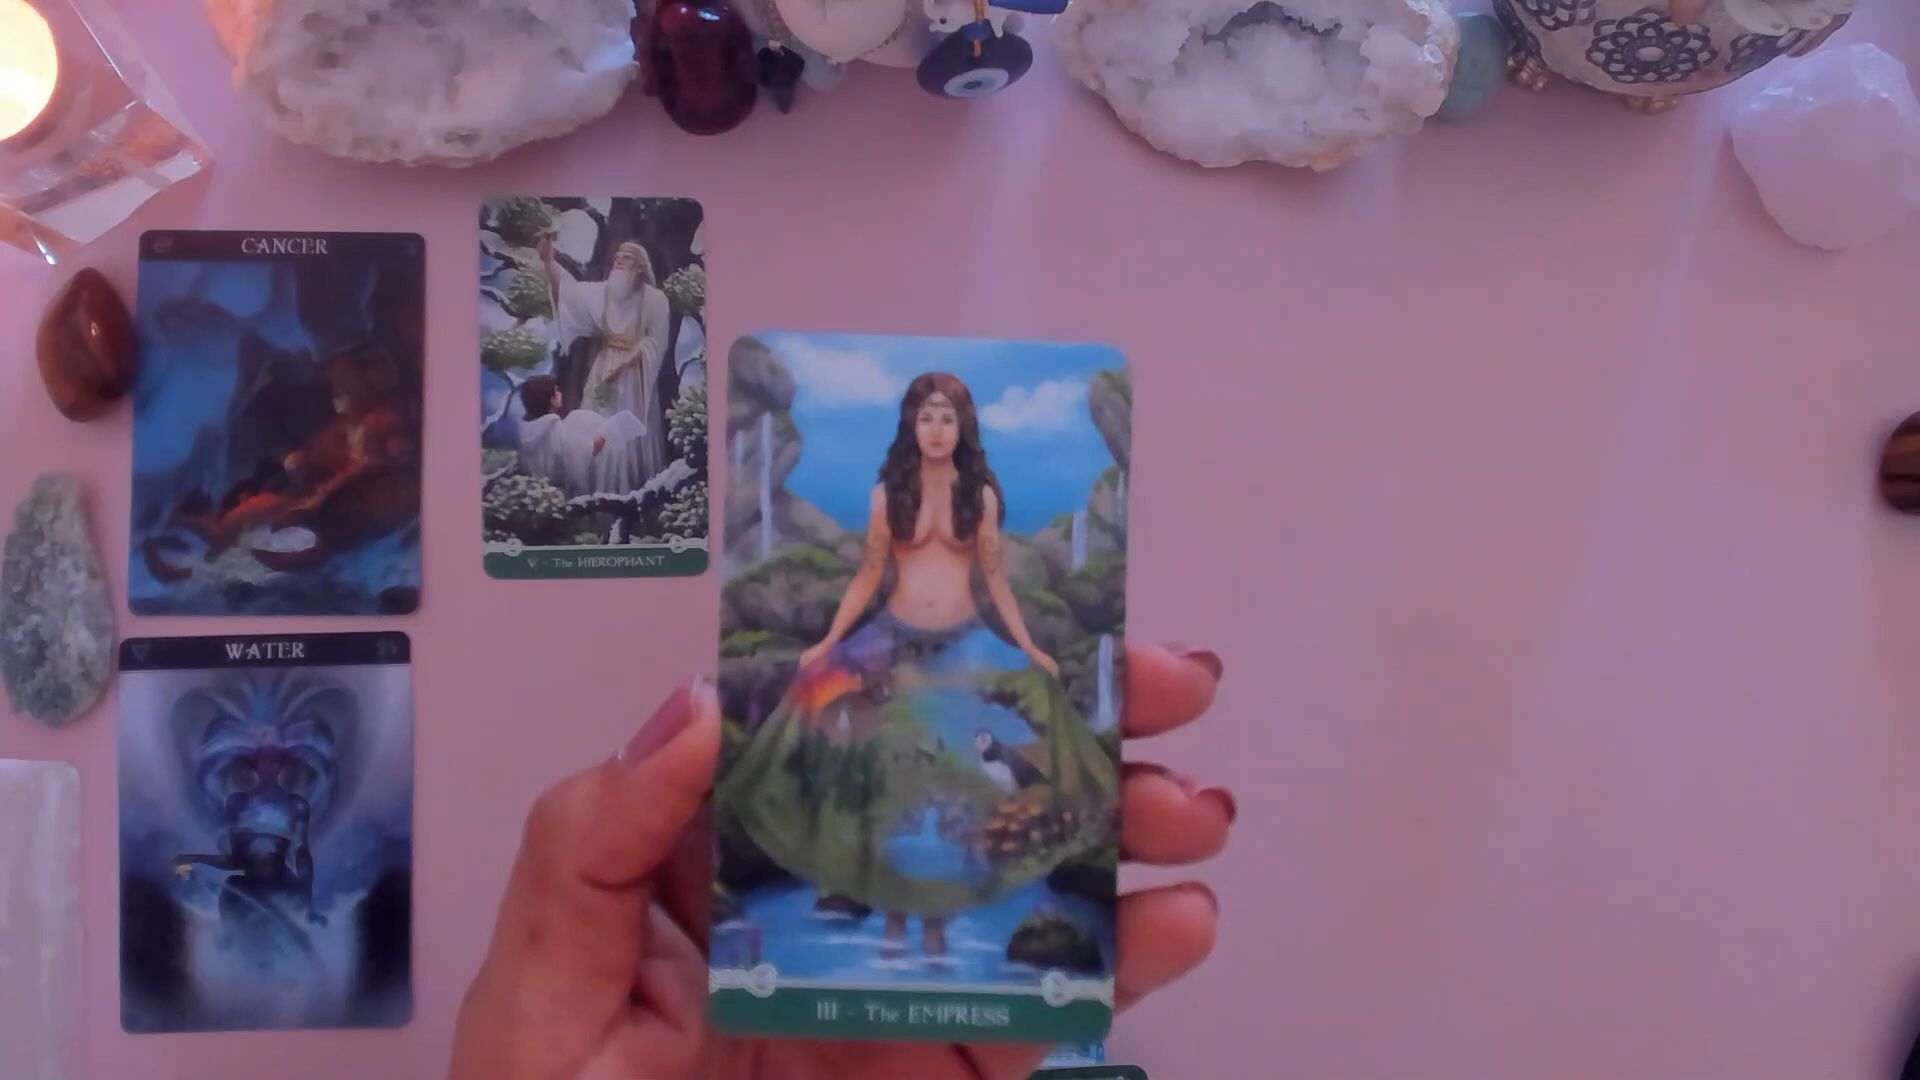 CANCER
V - The HIEROPHANT
WATER
III - The EMPRESS